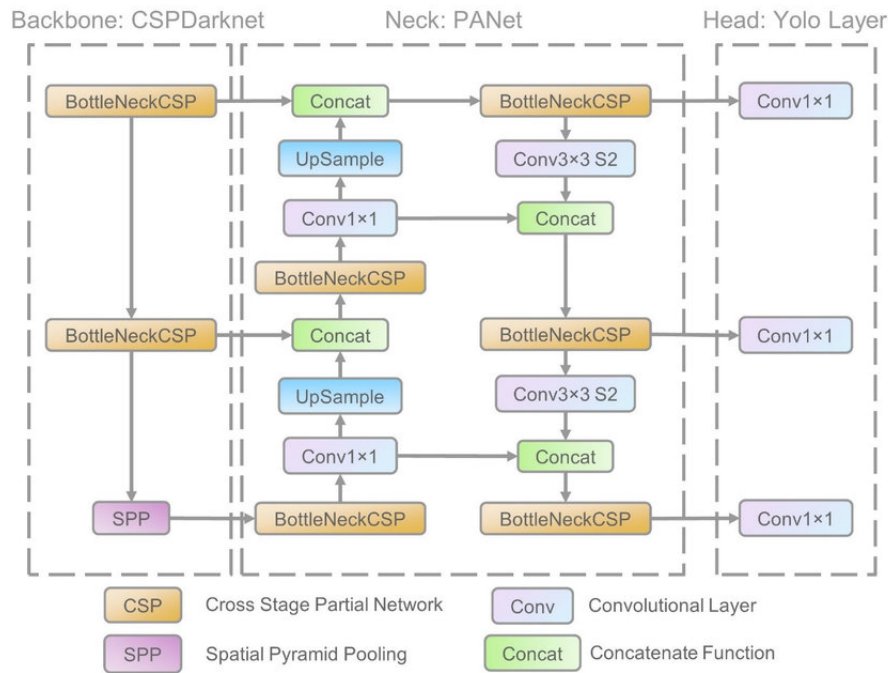 Backbone: CSPDarknet Neck: PANet Head: Yolo Layer
BottleNeckCSP Concat BottleNeckCSP Conv1×1
UpSample Conv3×3 S2
Conv1×1 Concat
BottleNeckCSP
BottleNeckCSP Concat BottleNeckCSP Conv1×1
UpSample Conv3×3 S2
Conv1×1 Concat
SPP BottleNeckCSP BottleNeckCSP Conv1×1
CSP Cross Stage Partial Network Conv Convolutional Layer
SPP Spatial Pyramid Pooling Concat Concatenate Function